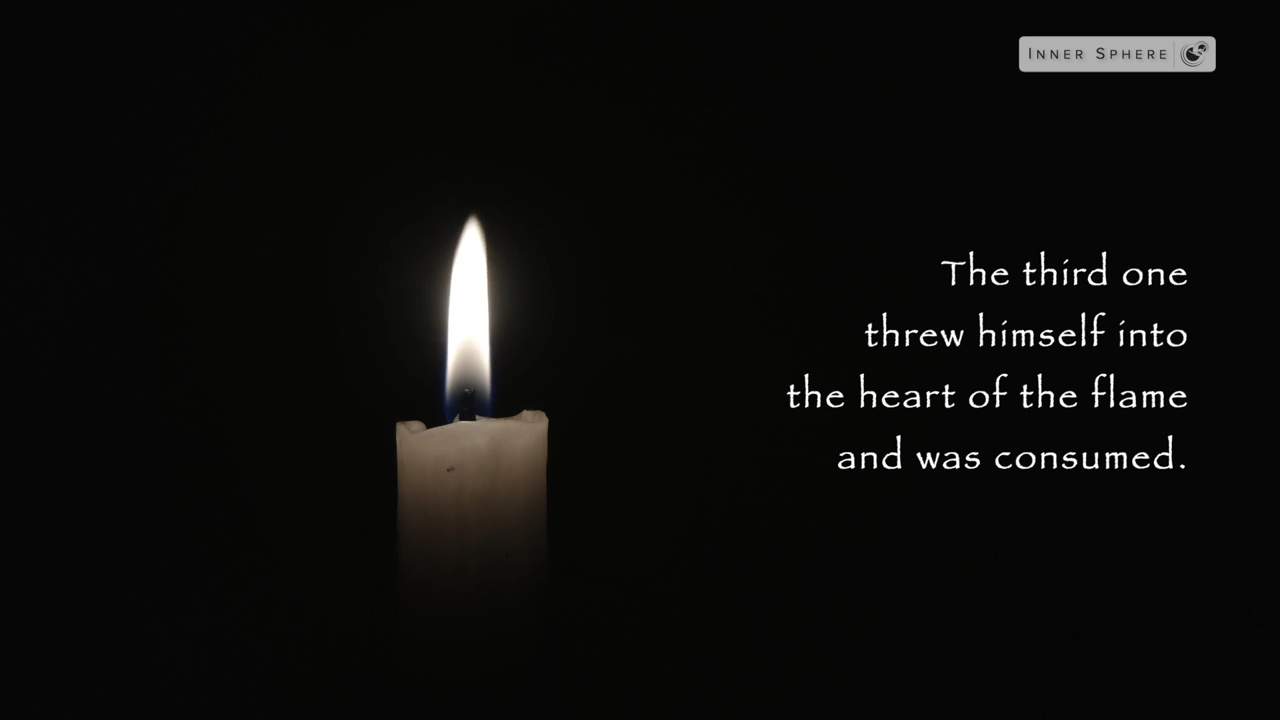 INNER SPHERE
The third one
threw himself into
the heart of the flame
and was consumed.